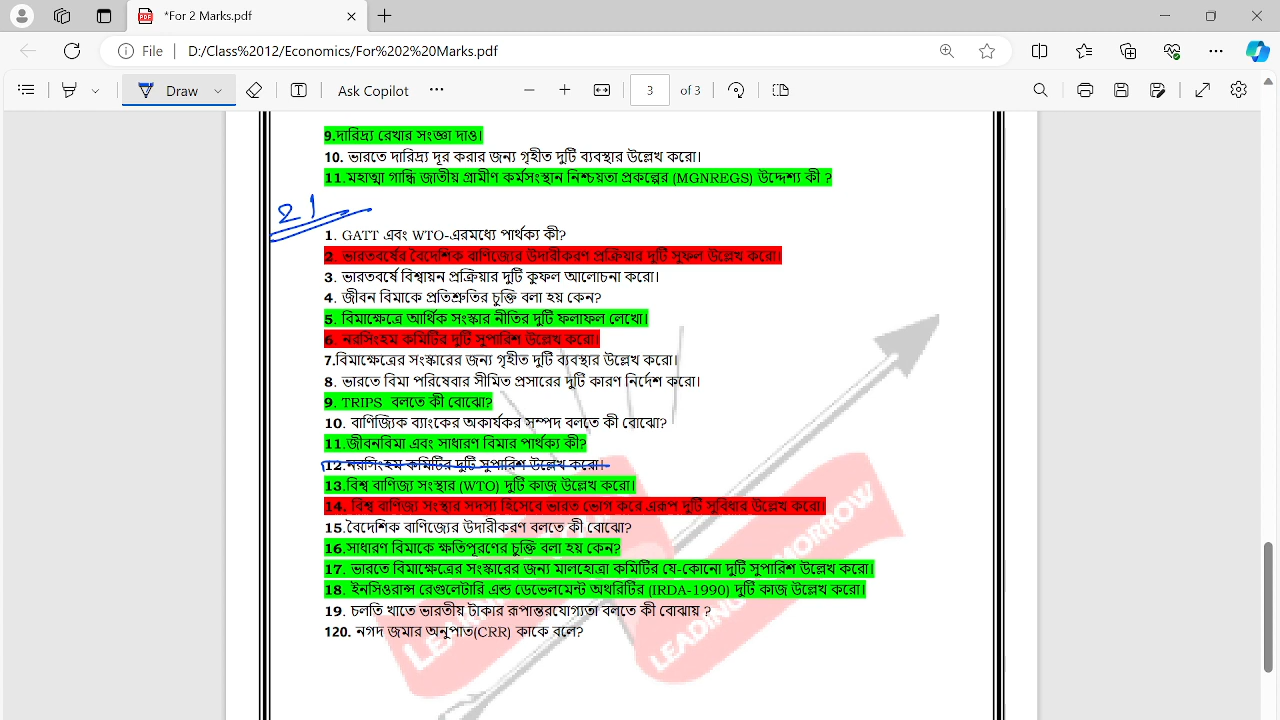 *For 2 Marks.pdf
File D:/Class%2012/Economics/For%202%20Marks.pdf
Draw Ask Copilot 3 of 3
9.দারিদ্র্য রেখার সংজ্ঞা দাও।
10. ভারতে দারিদ্র্য দূর করার জন্য গৃহীত দুটি ব্যবস্থার উল্লেখ করো।
11.মহাত্মা গান্ধি জাতীয় গ্রামীণ কর্মসংস্থান নিশ্চয়তা প্রকল্পের (MGNREGS) উদ্দেশ্য কী ?
21
1. GATT এবং WTO-এরমধ্যে পার্থক্য কী?
2. ভারতবর্ষের বৈদেশিক বাণিজ্যের উদারীকরণ প্রক্রিয়ার দুটি সুফল উল্লেখ করো।
3. ভারতবর্ষে বিশ্বায়ন প্রক্রিয়ার দুটি কুফল আলোচনা করো।
4. জীবন বিমাকে প্রতিশ্রুতির চুক্তি বলা হয় কেন?
5. বিমাক্ষেত্রে আর্থিক সংস্কার নীতির দুটি ফলাফল লেখো।
6. নরসিংহম কমিটির দুটি সুপারিশ উল্লেখ করো।
7.বিমাক্ষেত্রের সংস্কারের জন্য গৃহীত দুটি ব্যবস্থার উল্লেখ করো।
8. ভারতে বিমা পরিষেবার সীমিত প্রসারের দুটি কারণ নির্দেশ করো।
9. TRIPS বলতে কী বোঝো?
10. বাণিজ্যিক ব্যাংকের অকার্যকর সম্পদ বলতে কী বোঝো?
11.জীবনবিমা এবং সাধারণ বিমার পার্থক্য কী?
12.নরসিংহম কমিটির দুটি সুপারিশ উল্লেখ করো।
13.বিশ্ব বাণিজ্য সংস্থার (WTO) দুটি কাজ উল্লেখ করো।
14. বিশ্ব বাণিজ্য সংস্থার সদস্য হিসেবে ভারত ভোগ করে এরূপ দুটি সুবিধার উল্লেখ করো।
15.বৈদেশিক বাণিজ্যের উদারীকরণ বলতে কী বোঝো?
16.সাধারণ বিমাকে ক্ষতিপূরণের চুক্তি বলা হয় কেন?
17. ভারতে বিমাক্ষেত্রের সংস্কারের জন্য মালহোত্রা কমিটির যে-কোনো দুটি সুপারিশ উল্লেখ করো।
18. ইনসিওরান্স রেগুলেটারি এন্ড ডেভেলমেন্ট অথরিটির (IRDA-1990) দুটি কাজ উল্লেখ করো।
19. চলতি খাতে ভারতীয় টাকার রূপান্তরযোগ্যতা বলতে কী বোঝায় ?
120. নগদ জমার অনুপাত(CRR) কাকে বলে?
LEADING
MORROW